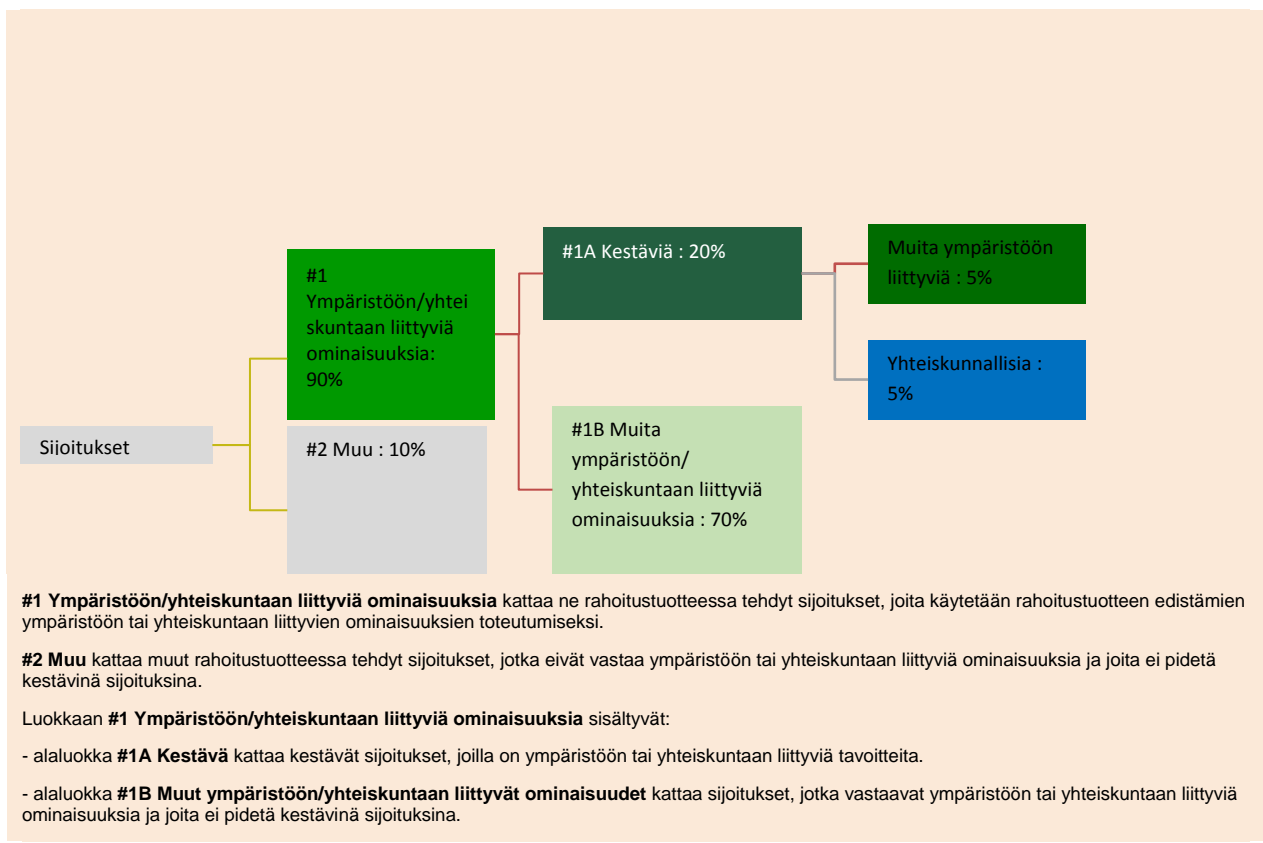 Sijoitukset
#1
Ympäristöön/yhtei
skuntaan liittyviä
ominaisuuksia:
90%
#2 Muu : 10%
#1A Kestäviä : 20%
#1B Muita
ympäristöön/
yhteiskuntaan liittyviä
ominaisuuksia : 70%
Muita ympäristöön
liittyviä : 5%
Yhteiskunnallisia :
5%
#1 Ympäristöön/yhteiskuntaan liittyviä ominaisuuksia kattaa ne rahoitustuotteessa tehdyt sijoitukset, joita käytetään rahoitustuotteen edistämien
ympäristöön tai yhteiskuntaan liittyvien ominaisuuksien toteutumiseksi.
#2 Muu kattaa muut rahoitustuotteessa tehdyt sijoitukset, jotka eivät vastaa ympäristöön tai yhteiskuntaan liittyviä ominaisuuksia ja joita ei pidetä
kestävinä sijoituksina.
Luokkaan #1 Ympäristöön/yhteiskuntaan liittyviä ominaisuuksia sisältyvät:
- alaluokka #1A Kestävä kattaa kestävät sijoitukset, joilla on ympäristöön tai yhteiskuntaan liittyviä tavoitteita.
- alaluokka #1B Muut ympäristöön/yhteiskuntaan liittyvät ominaisuudet kattaa sijoitukset, jotka vastaavat ympäristöön tai yhteiskuntaan liittyviä
ominaisuuksia ja joita ei pidetä kestävinä sijoituksina.